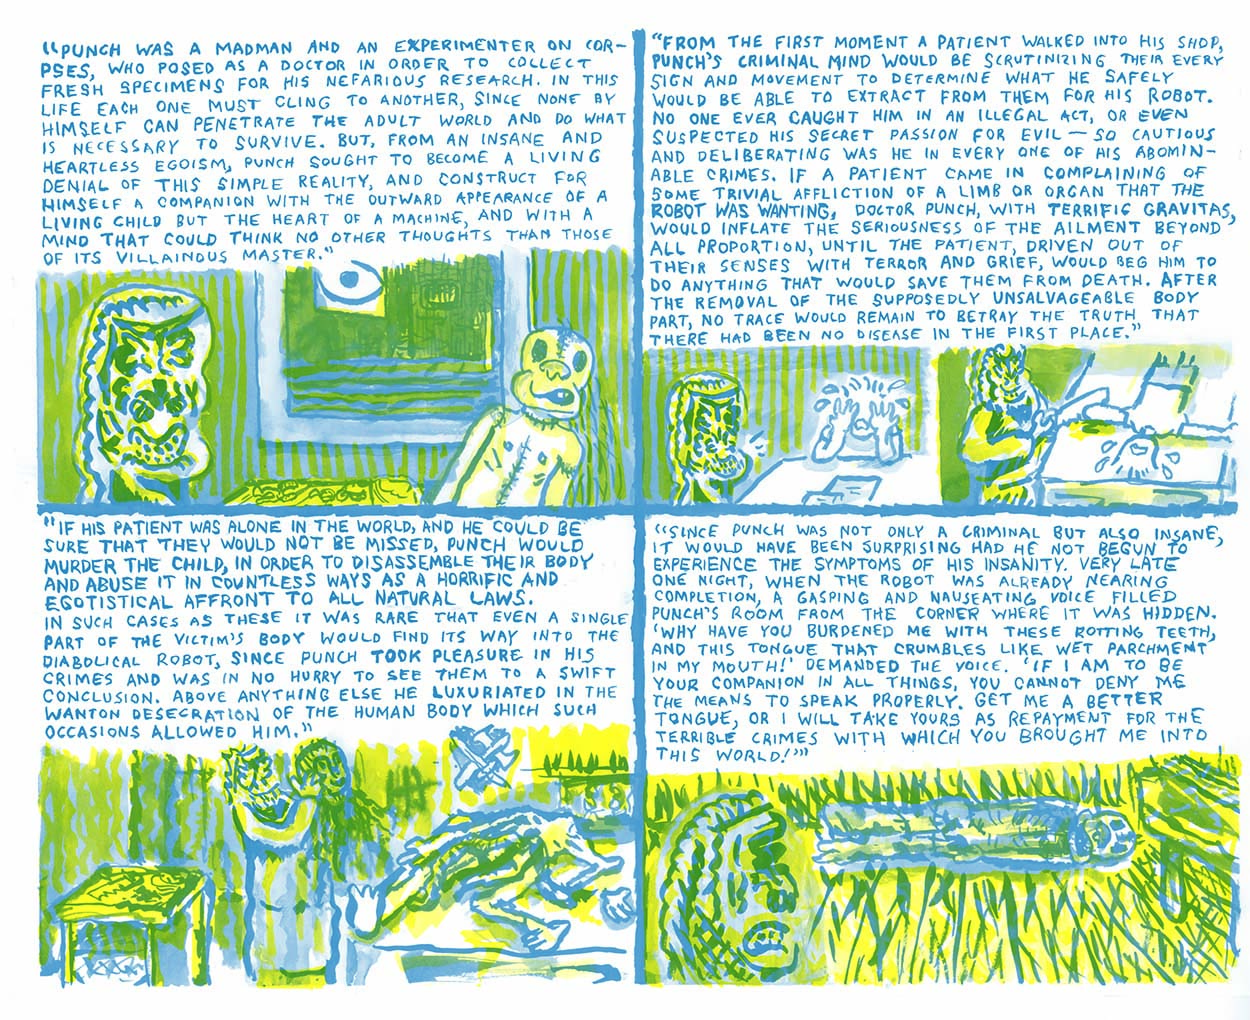 “PUNCH WAS A MADMAN AND AN EXPERIMENTER ON COR-
PSES, WHO POSED AS A DOCTOR IN ORDER TO COLLECT
FRESH SPECIMENS FOR HIS NEFARIOUS RESEARCH. IN THIS
LIFE EACH ONE MUST CLING TO ANOTHER, SINCE NONE BY
HIMSELF CAN PENETRATE THE ADULT WORLD AND DO WHAT
IS NECESSARY TO SURVIVE. BUT, FROM AN INSANE AND
HEARTLESS EGOISM, PUNCH SOUGHT TO BECOME A LIVING
DENIAL OF THIS SIMPLE REALITY, AND CONSTRUCT FOR
HIMSELF A COMPANION WITH THE OUTWARD APPEARANCE OF A
LIVING CHILD BUT THE HEART OF A MACHINE, AND WITH A
MIND THAT COULD THINK NO OTHER THOUGHTS THAN THOSE
OF ITS VILLAINOUS MASTER.”
“FROM THE FIRST MOMENT A PATIENT WALKED INTO HIS SHOP,
PUNCH'S CRIMINAL MIND WOULD BE SCRUTINIZING THEIR EVERY
SIGN AND MOVEMENT TO DETERMINE WHAT HE SAFELY
WOULD BE ABLE TO EXTRACT FROM THEM FOR HIS ROBOT.
NO ONE EVER CAUGHT HIM IN AN ILLEGAL ACT, OR EVEN
SUSPECTED HIS SECRET PASSION FOR EVIL — SO CAUTIOUS
AND DELIBERATING WAS HE IN EVERY ONE OF HIS ABOMIN-
ABLE CRIMES. IF A PATIENT CAME IN COMPLAINING OF
SOME TRIVIAL AFFLICTION OF A LIMB OR ORGAN THAT THE
ROBOT WAS WANTING, DOCTOR PUNCH, WITH TERRIFIC GRAVITAS,
WOULD INFLATE THE SERIOUSNESS OF THE AILMENT BEYOND
ALL PROPORTION, UNTIL THE PATIENT, DRIVEN OUT OF
THEIR SENSES WITH TERROR AND GRIEF, WOULD BEG HIM TO
DO ANYTHING THAT WOULD SAVE THEM FROM DEATH. AFTER
THE REMOVAL OF THE SUPPOSEDLY UNSALVAGEABLE BODY
PART, NO TRACE WOULD REMAIN TO BETRAY THE TRUTH THAT
THERE HAD BEEN NO DISEASE IN THE FIRST PLACE.”
“IF HIS PATIENT WAS ALONE IN THE WORLD, AND HE COULD BE
SURE THAT THEY WOULD NOT BE MISSED, PUNCH WOULD
MURDER THE CHILD, IN ORDER TO DISASSEMBLE THEIR BODY
AND ABUSE IT IN COUNTLESS WAYS AS A HORRIFIC AND
EGOTISTICAL AFFRONT TO ALL NATURAL LAWS.
IN SUCH CASES AS THESE IT WAS RARE THAT EVEN A SINGLE
PART OF THE VICTIM'S BODY WOULD FIND ITS WAY INTO THE
DIABOLICAL ROBOT, SINCE PUNCH TOOK PLEASURE IN HIS
CRIMES AND WAS IN NO HURRY TO SEE THEM TO A SWIFT
CONCLUSION. ABOVE ANYTHING ELSE HE LUXURIATED IN THE
WANTON DESECRATION OF THE HUMAN BODY WHICH SUCH
OCCASIONS ALLOWED HIM.”
“SINCE PUNCH WAS NOT ONLY A CRIMINAL BUT ALSO INSANE,
IT WOULD HAVE BEEN SURPRISING HAD HE NOT BEGUN TO
EXPERIENCE THE SYMPTOMS OF HIS INSANITY. VERY LATE
ONE NIGHT, WHEN THE ROBOT WAS ALREADY NEARING
COMPLETION, A GASPING AND NAUSEATING VOICE FILLED
PUNCH'S ROOM FROM THE CORNER WHERE IT WAS HIDDEN.
‘WHY HAVE YOU BURDENED ME WITH THESE ROTTING TEETH,
AND THIS TONGUE THAT CRUMBLES LIKE WET PARCHMENT
IN MY MOUTH!’ DEMANDED THE VOICE. ‘IF I AM TO BE
YOUR COMPANION IN ALL THINGS, YOU CANNOT DENY ME
THE MEANS TO SPEAK PROPERLY. GET ME A BETTER
TONGUE, OR I WILL TAKE YOURS AS REPAYMENT FOR THE
TERRIBLE CRIMES WITH WHICH YOU BROUGHT ME INTO
THIS WORLD!’”